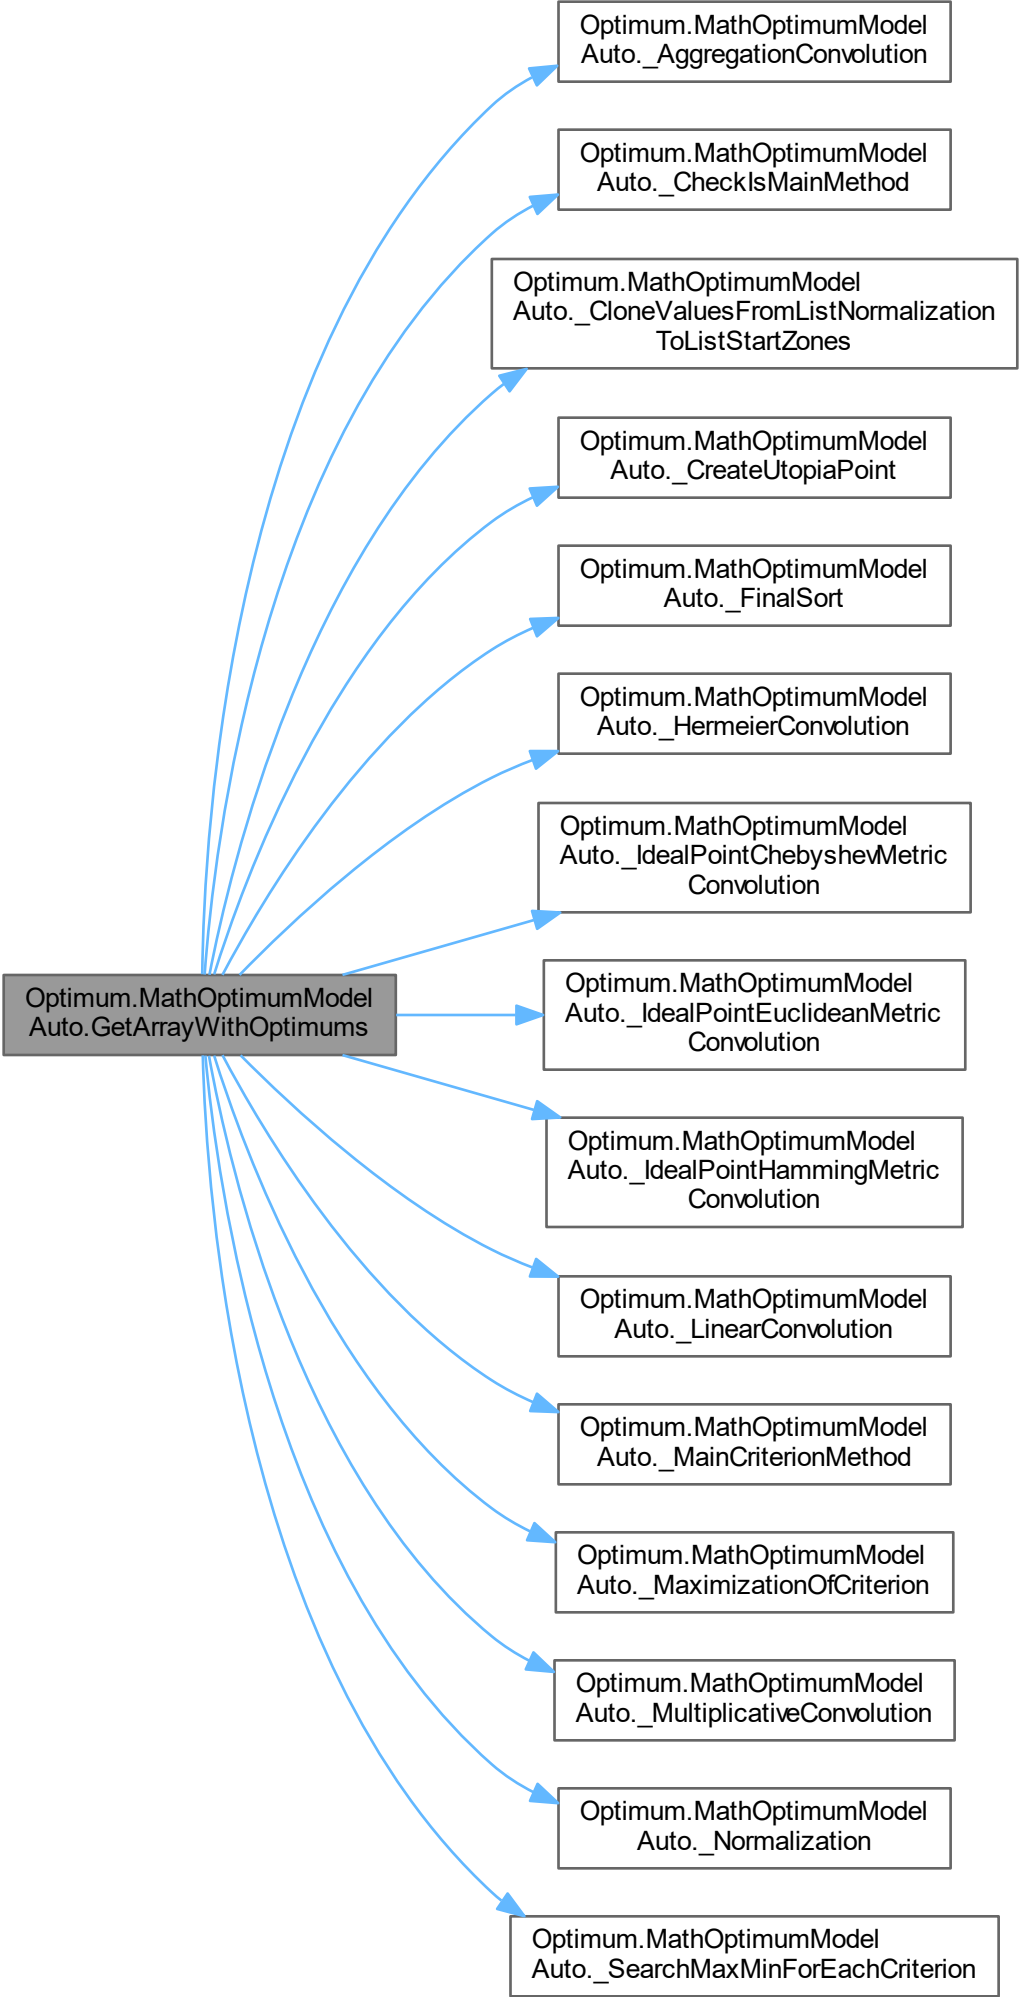 Optimum.MathOptimumModel
Auto._AggregationConvolution
Optimum.MathOptimumModel
Auto._CheckIsMainMethod
Optimum.MathOptimumModel
Auto._CloneValuesFromListNormalization
ToListStartZones
Optimum.MathOptimumModel
Auto._CreateUtopiaPoint
Optimum.MathOptimumModel
Auto._FinalSort
Optimum.MathOptimumModel
Auto._HermeierConvolution
Optimum.MathOptimumModel
Auto._IdealPointChebyshevMetric
Convolution
Optimum.MathOptimumModel
Auto.GetArrayWithOptimums
Optimum.MathOptimumModel
Auto._IdealPointEuclideanMetric
Convolution
Optimum.MathOptimumModel
Auto._IdealPointHammingMetric
Convolution
Optimum.MathOptimumModel
Auto._LinearConvolution
Optimum.MathOptimumModel
Auto._MainCriterionMethod
Optimum.MathOptimumModel
Auto._MaximizationOfCriterion
Optimum.MathOptimumModel
Auto._MultiplicativeConvolution
Optimum.MathOptimumModel
Auto._Normalization
Optimum.MathOptimumModel
Auto._SearchMaxMinForEachCriterion